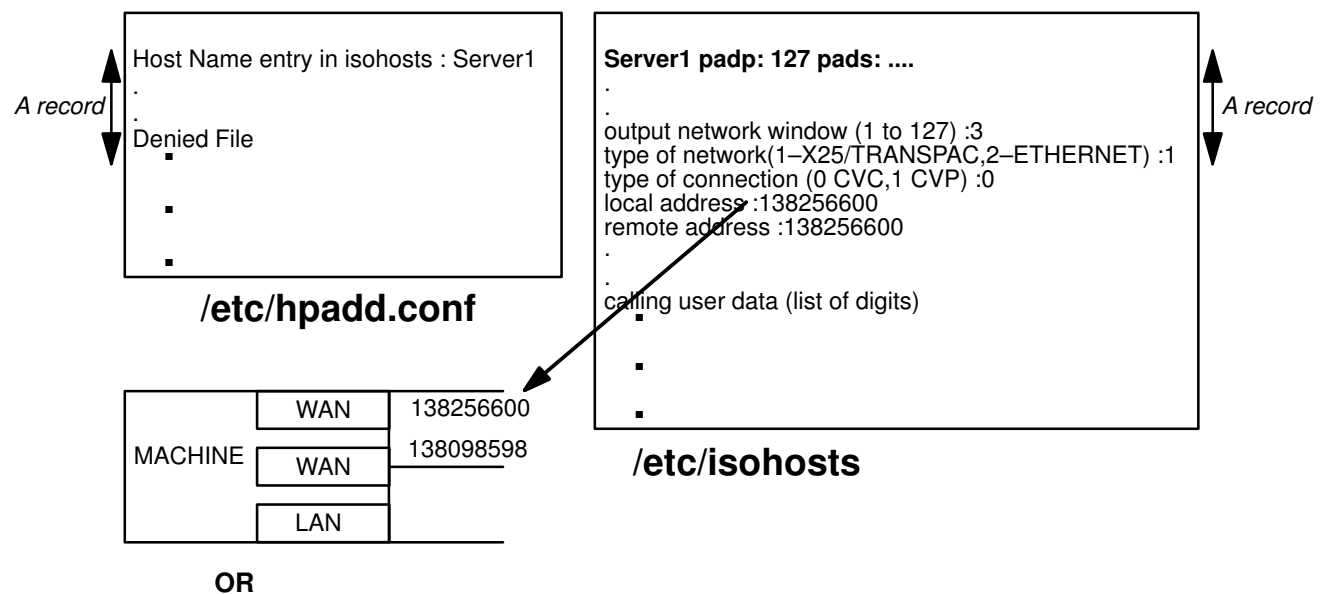 A record
Host Name entry in isohosts : Server1
.
.
Denied File
/etc/hpadd.conf
Server1 padp: 127 pads: ....
.
.
output network window (1 to 127) :3
type of network(1–X25/TRANSPAC,2–ETHERNET) :1
type of connection (0 CVC,1 CVP) :0
local address :138256600
remote address :138256600
.
.
calling user data (list of digits)
A record
/etc/isohosts
MACHINE
WAN
138256600
WAN
138098598
LAN
OR